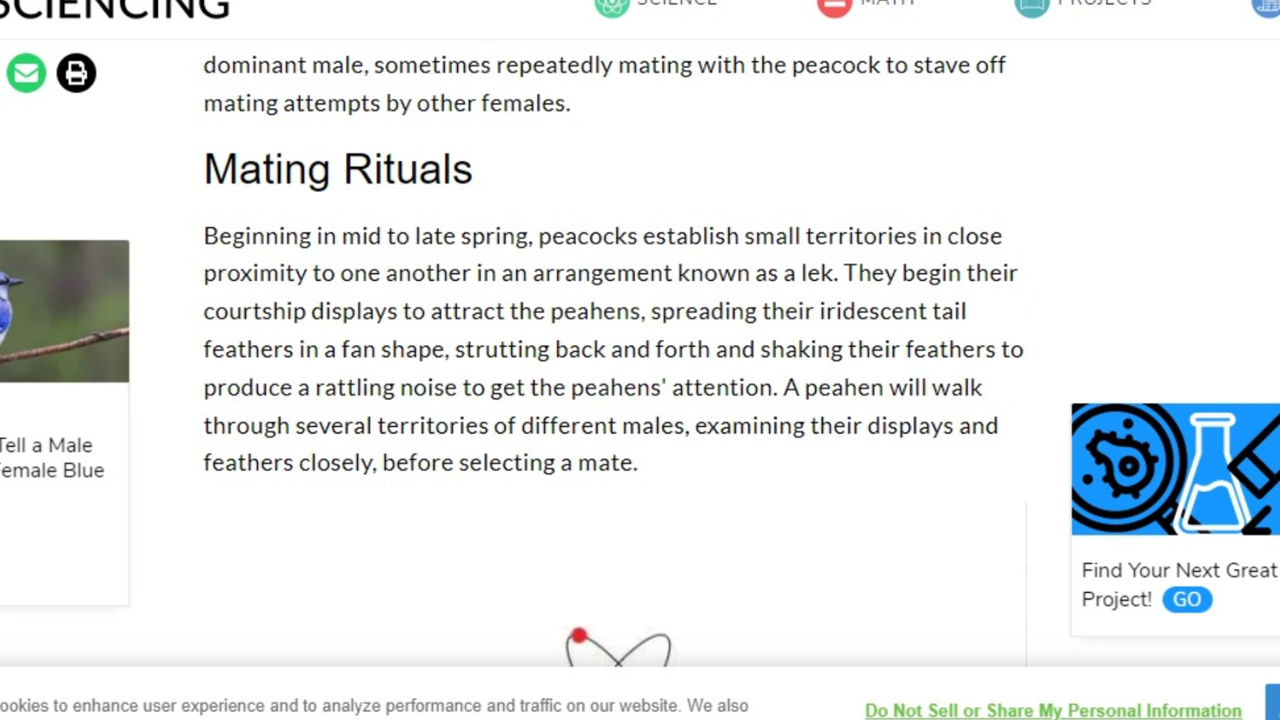 SCIENCING
SCIENCE
MATH
PROJECTS
dominant male, sometimes repeatedly mating with the peacock to stave off
mating attempts by other females.
Mating Rituals
Beginning in mid to late spring, peacocks establish small territories in close
proximity to one another in an arrangement known as a lek. They begin their
courtship displays to attract the peahens, spreading their iridescent tail
feathers in a fan shape, strutting back and forth and shaking their feathers to
produce a rattling noise to get the peahens' attention. A peahen will walk
through several territories of different males, examining their displays and
feathers closely, before selecting a mate.
Tell a Male
Female Blue
Find Your Next Great
Project! GO
ookies to enhance user experience and to analyze performance and traffic on our website. We also
Do Not Sell or Share My Personal Information